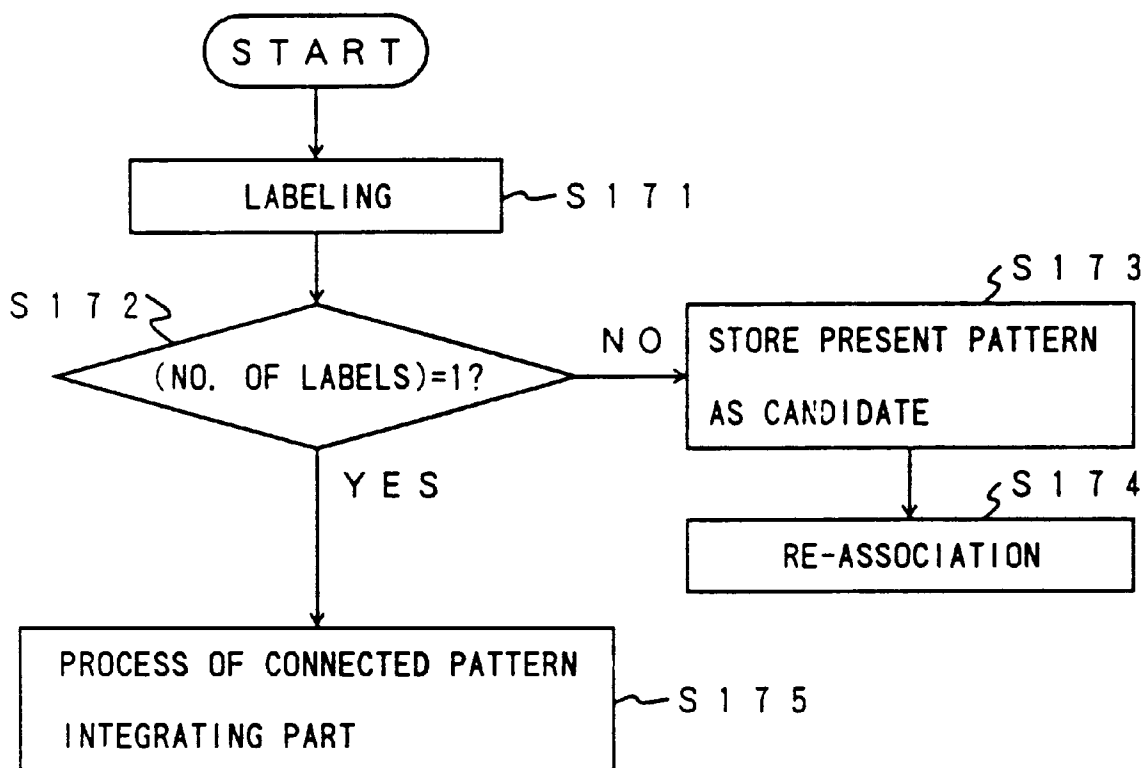 START
LABELING
S171
S172
(NO. OF LABELS)=1?
NO
S173
STORE PRESENT PATTERN
AS CANDIDATE
YES
S174
RE-ASSOCIATION
PROCESS OF CONNECTED PATTERN
INTEGRATING PART
S175